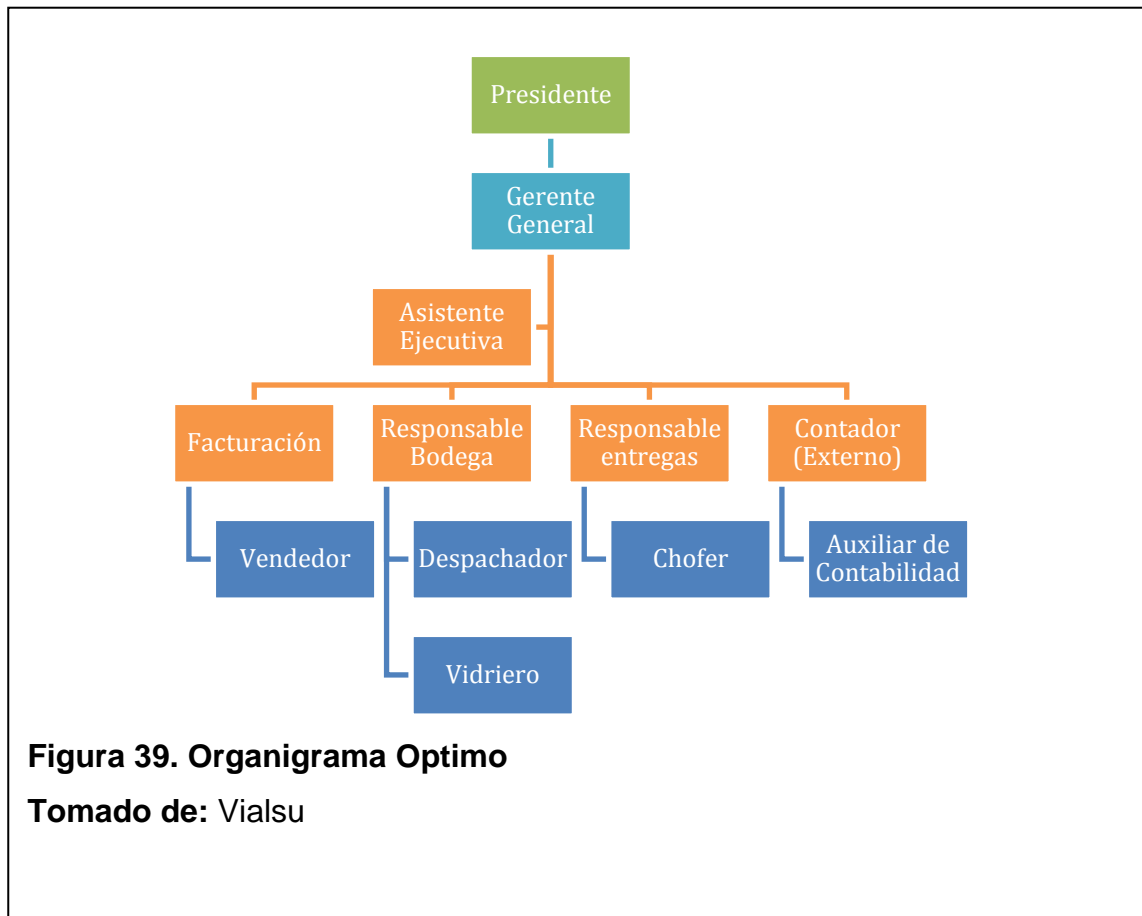 Presidente
Gerente
General
Asistente
Ejecutiva
Facturación
Responsable
Bodega
Responsable
entregas
Contador
(Externo)
Vendedor
Despachador
Chofer
Auxiliar de
Contabilidad
Vidriero
Figura 39. Organigrama Optimo
Tomado de: Vialsu